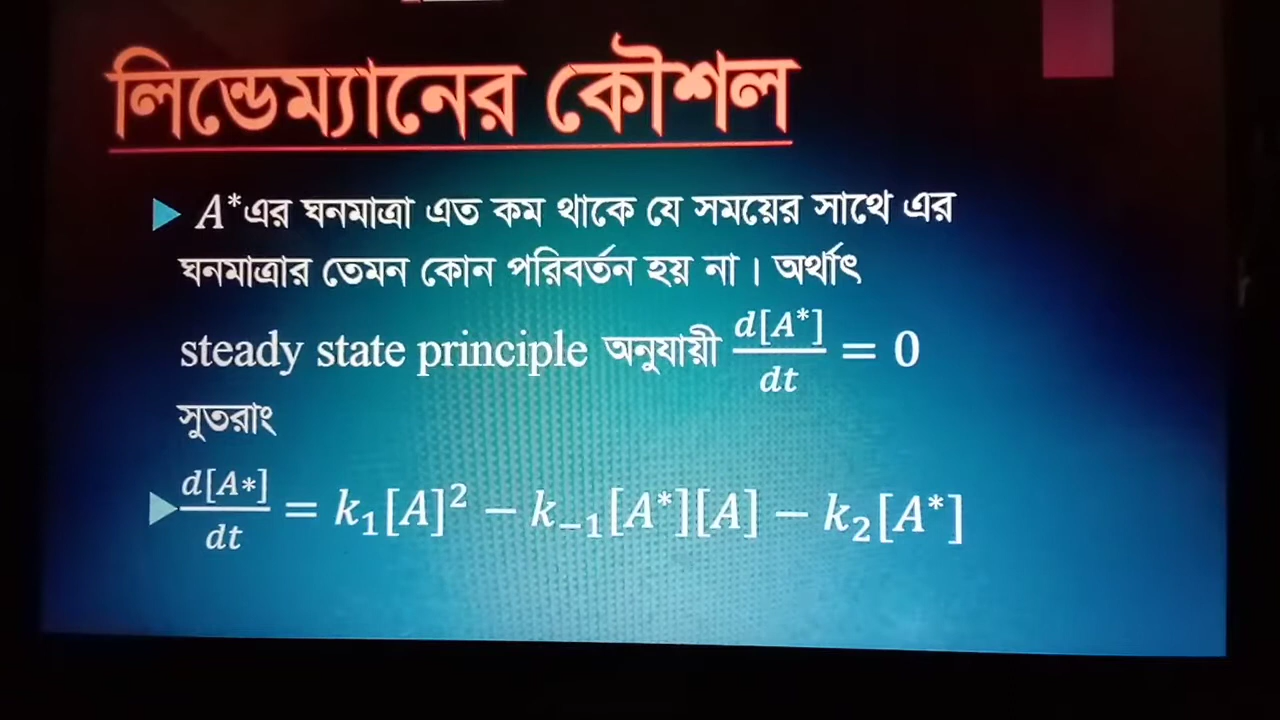 লিন্ডেম্যানের কৌশল
A*এর ঘনমাত্রা এত কম থাকে যে সময়ের সাথে এর
ঘনমাত্রার তেমন কোন পরিবর্তন হয় না । অর্থাৎ
steady state principle অনুযায়ী d[A*]/dt = 0
সুতরাং
d[A*]/dt = k₁[A]² − k₋₁[A*][A] − k₂[A*]